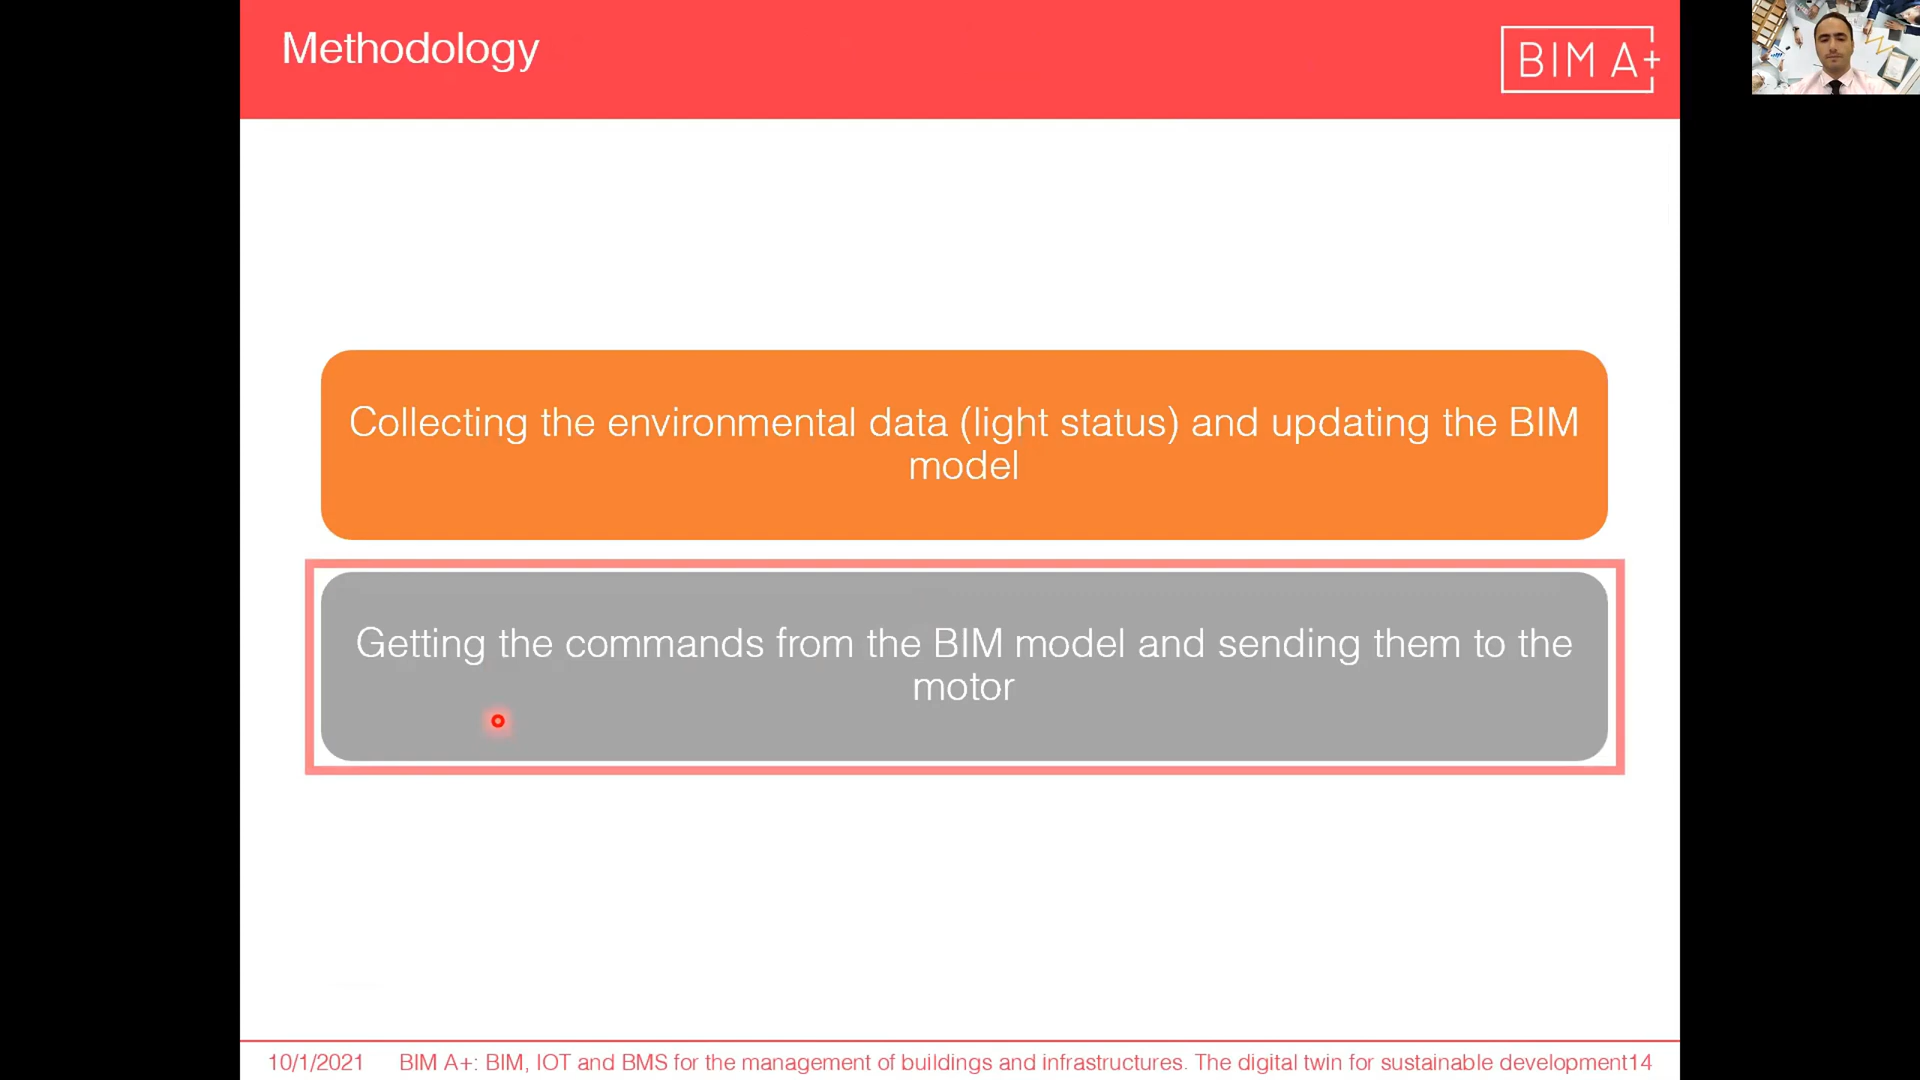 Methodology
BIM A+
Collecting the environmental data (light status) and updating the BIM
model
Getting the commands from the BIM model and sending them to the
motor
10/1/2021 BIM A+: BIM, IOT and BMS for the management of buildings and infrastructures. The digital twin for sustainable development14